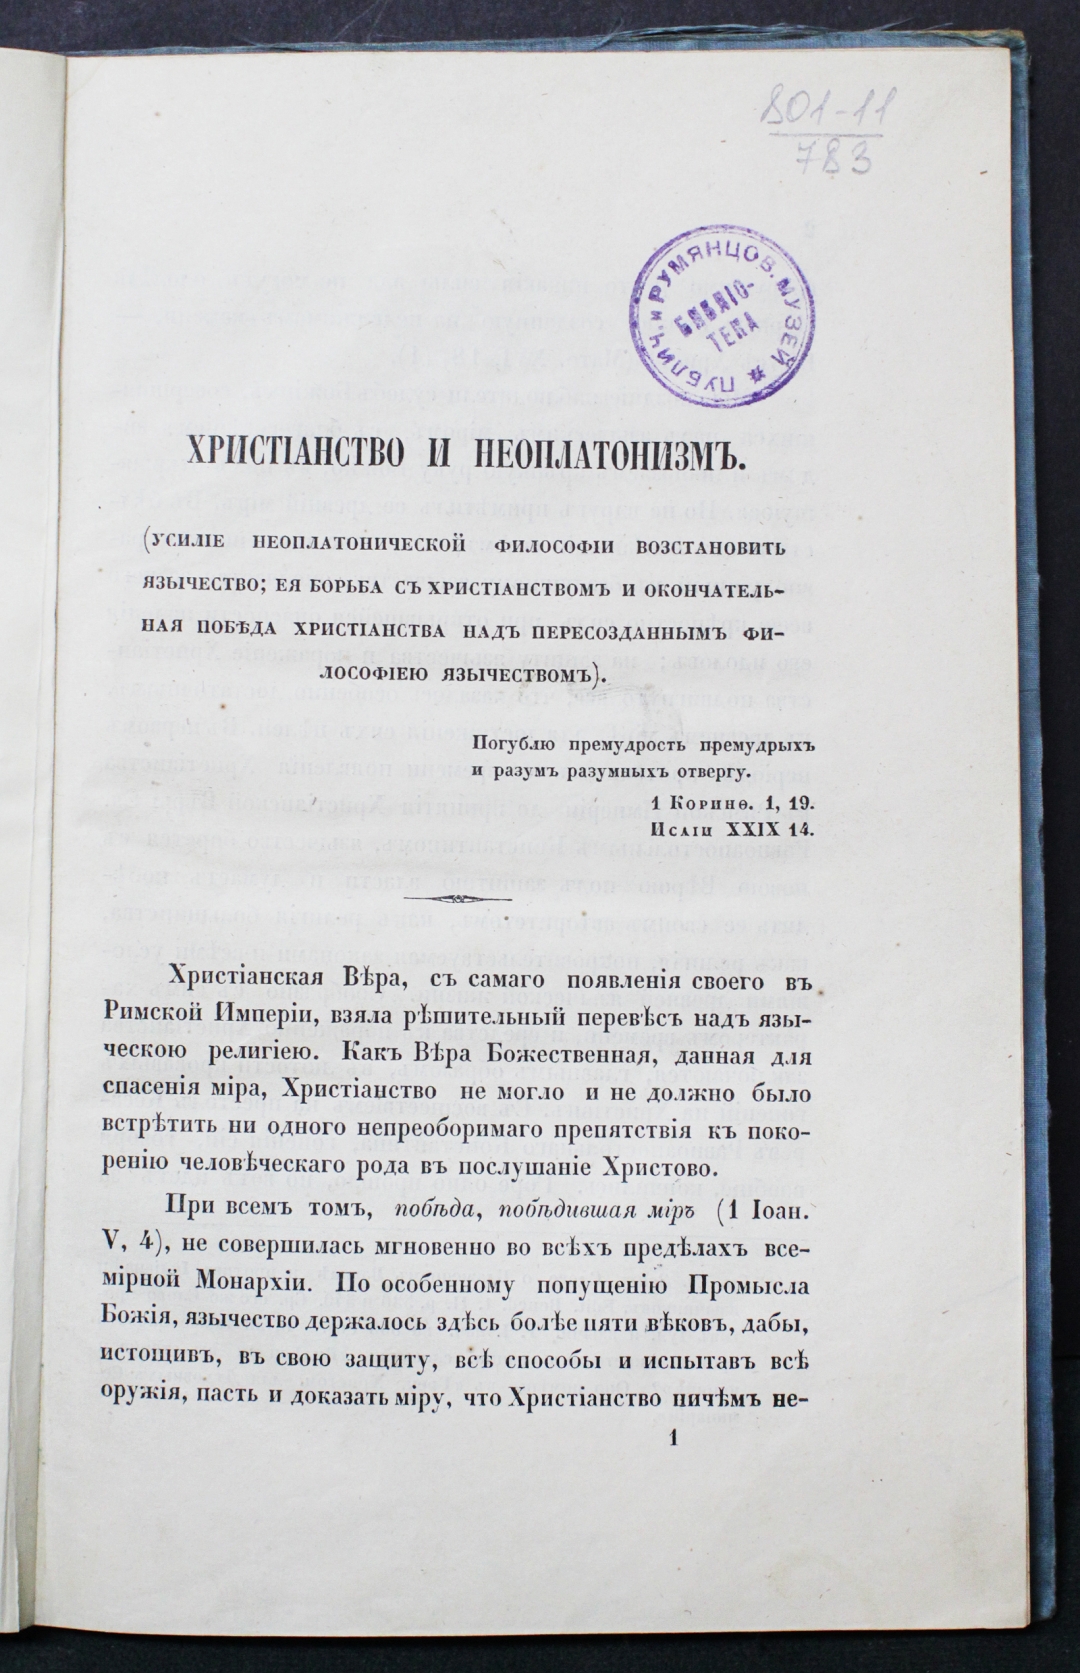 801-11
783
ПУБЛИЧ. и РУМЯНЦОВ. МУЗЕЙ *
БИБЛІО-
ТЕКА
ХРИСТІАНСТВО И НЕОПЛАТОНИЗМЪ.
(УСИЛІЕ НЕОПЛАТОНИЧЕСКОЙ ФИЛОСОФІИ ВОЗСТАНОВИТЬ
ЯЗЫЧЕСТВО; ЕЯ БОРЬБА СЪ ХРИСТІАНСТВОМЪ И ОКОНЧАТЕЛЬ-
НАЯ ПОБѢДА ХРИСТІАНСТВА НАДЪ ПЕРЕСОЗДАННЫМЪ ФИ-
ЛОСОФІЕЮ ЯЗЫЧЕСТВОМЪ).
Погублю премудрость премудрыхъ
и разумъ разумныхъ отвергу.
1 Коринѳ. 1, 19.
Исаіи XXIX 14.
Христіанская Вѣра, съ самаго появленія своего въ
Римской Имперіи, взяла рѣшительный перевѣсъ надъ язы-
ческою религіею. Какъ Вѣра Божественная, данная для
спасенія міра, Христіанство не могло и не должно было
встрѣтить ни одного непреоборимаго препятствія къ поко-
ренію человѣческаго рода въ послушаніе Христово.
При всемъ томъ, побѣда, побѣдившая міръ (1 Іоан.
V, 4), не совершилась мгновенно во всѣхъ предѣлахъ все-
мірной Монархіи. По особенному попущенію Промысла
Божія, язычество держалось здѣсь болѣе пяти вѣковъ, дабы,
истощивъ, въ свою защиту, всѣ способы и испытавъ всѣ
оружія, пасть и доказать міру, что Христіанство ничѣмъ не-
1